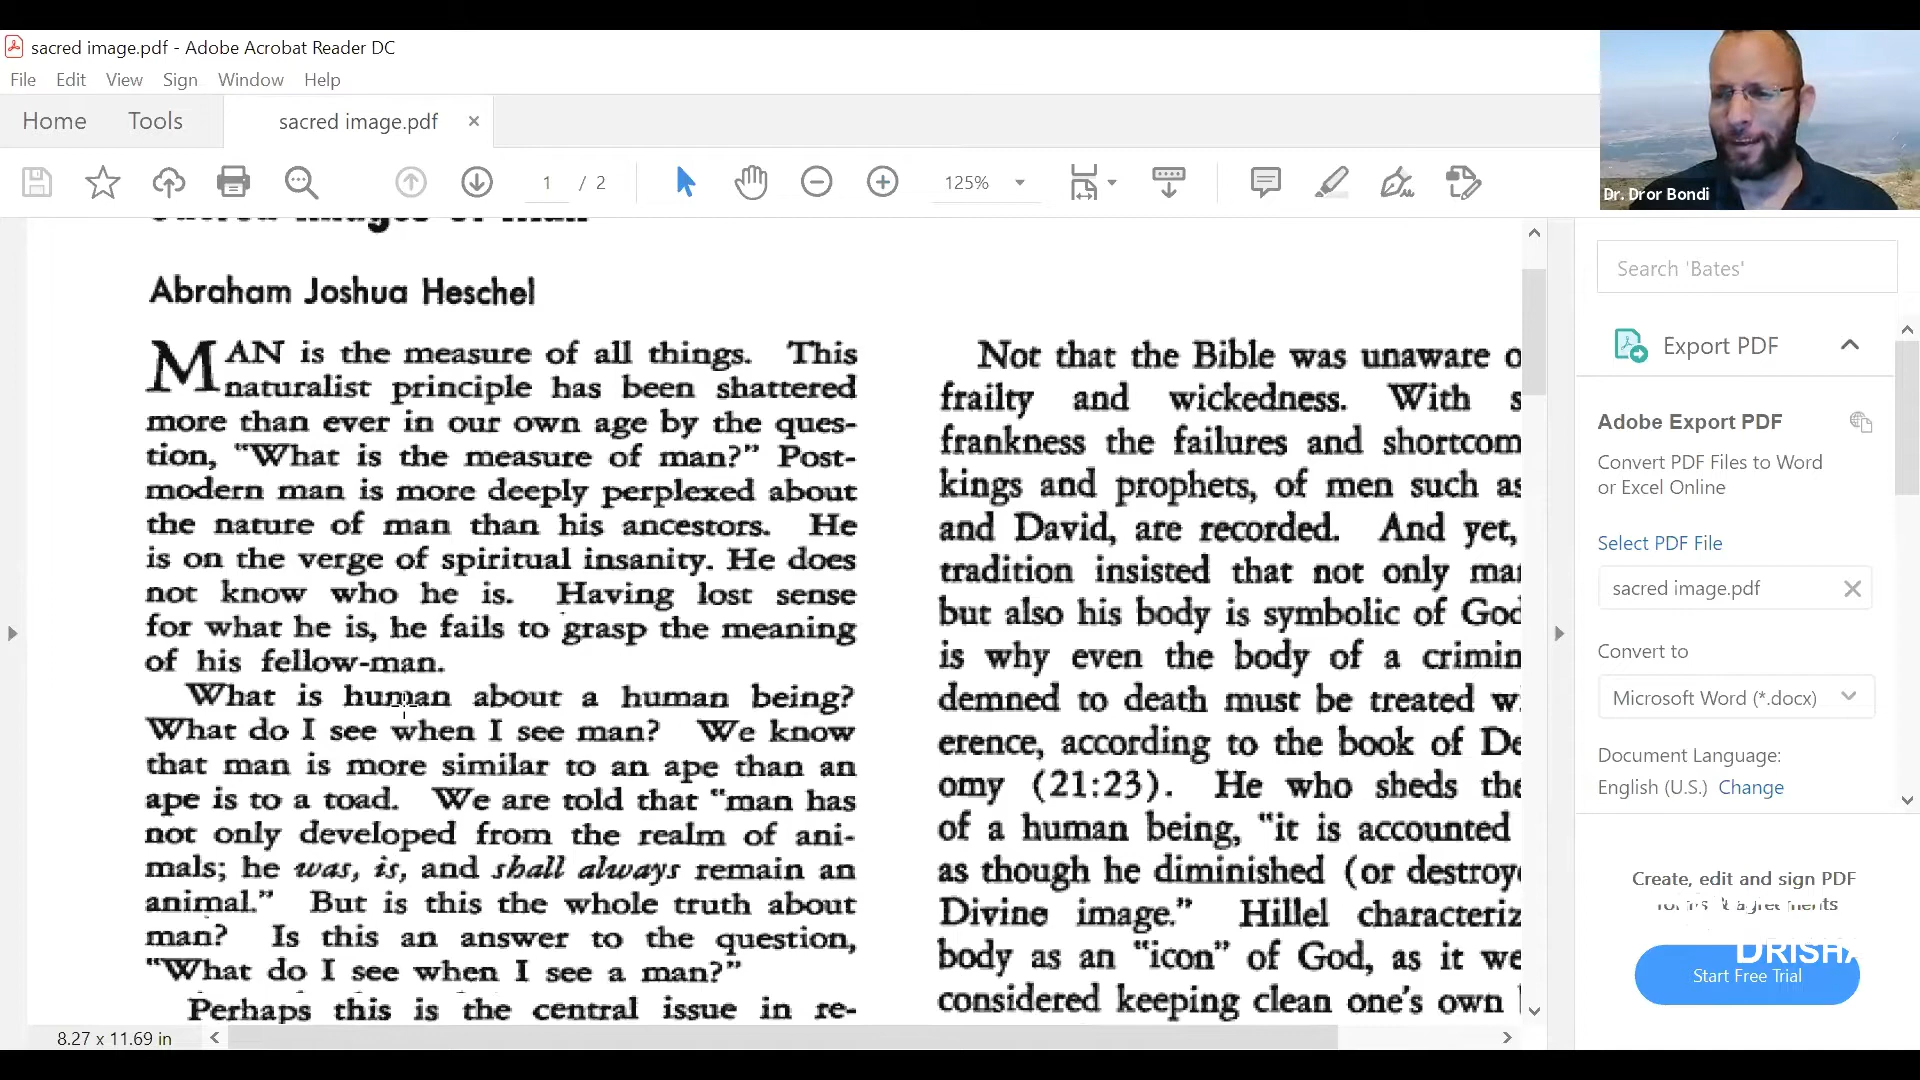 sacred image.pdf - Adobe Acrobat Reader DC
File Edit View Sign Window Help
Home Tools sacred image.pdf ×
1 / 2 125%
Sacred Images of Man
Abraham Joshua Heschel
MAN is the measure of all things. This
naturalist principle has been shattered
more than ever in our own age by the ques-
tion, "What is the measure of man?" Post-
modern man is more deeply perplexed about
the nature of man than his ancestors. He
is on the verge of spiritual insanity. He does
not know who he is. Having lost sense
for what he is, he fails to grasp the meaning
of his fellow-man.
What is human about a human being?
What do I see when I see man? We know
that man is more similar to an ape than an
ape is to a toad. We are told that "man has
not only developed from the realm of ani-
mals; he was, is, and shall always remain an
animal." But is this the whole truth about
man? Is this an answer to the question,
"What do I see when I see a man?"
Perhaps this is the central issue in re-
Not that the Bible was unaware o
frailty and wickedness. With s
frankness the failures and shortcom
kings and prophets, of men such as
and David, are recorded. And yet,
tradition insisted that not only ma
but also his body is symbolic of God
is why even the body of a crimin
demned to death must be treated w
erence, according to the book of De
omy (21:23). He who sheds the
of a human being, "it is accounted
as though he diminished (or destroye
Divine image." Hillel characteriz
body as an "icon" of God, as it we
considered keeping clean one's own
8.27 x 11.69 in
Dr. Dror Bondi
Search 'Bates'
Export PDF
Adobe Export PDF
Convert PDF Files to Word
or Excel Online
Select PDF File
sacred image.pdf
Convert to
Microsoft Word (*.docx)
Document Language:
English (U.S.) Change
Create, edit and sign PDF
DRISHA
Start Free Trial